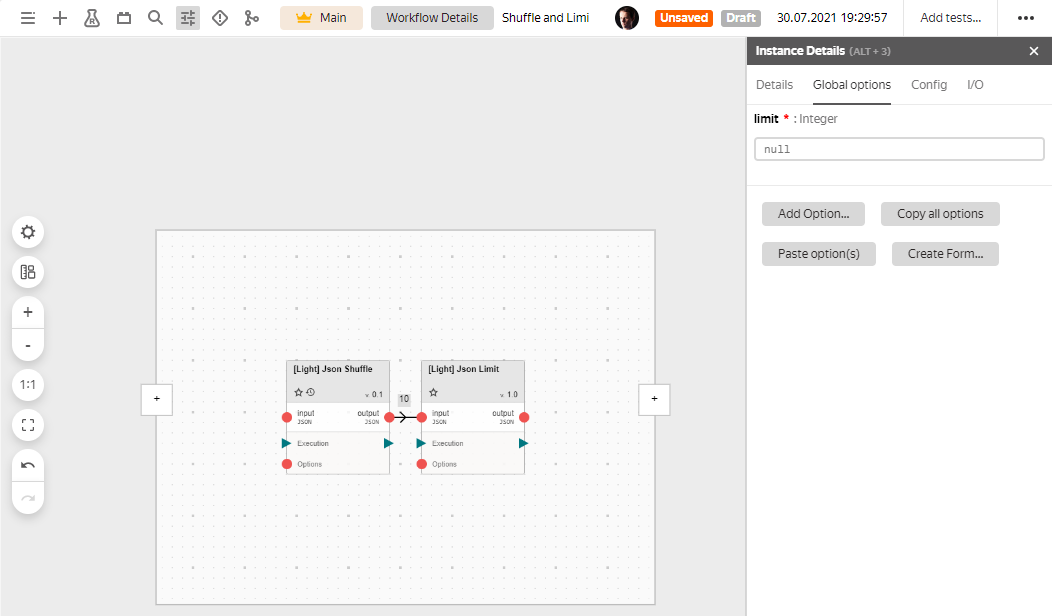 Main
Workflow Details
Shuffle and Limi
Unsaved
Draft
30.07.2021 19:29:57
Add tests...
Instance Details (ALT + 3)
Details
Global options
Config
I/O
limit * : Integer
null
Add Option...
Copy all options
Paste option(s)
Create Form...
+
-
1:1
+
+
[Light] Json Shuffle
v. 0.1
input
JSON
output
JSON
Execution
Options
10
[Light] Json Limit
v. 1.0
input
JSON
output
JSON
Execution
Options